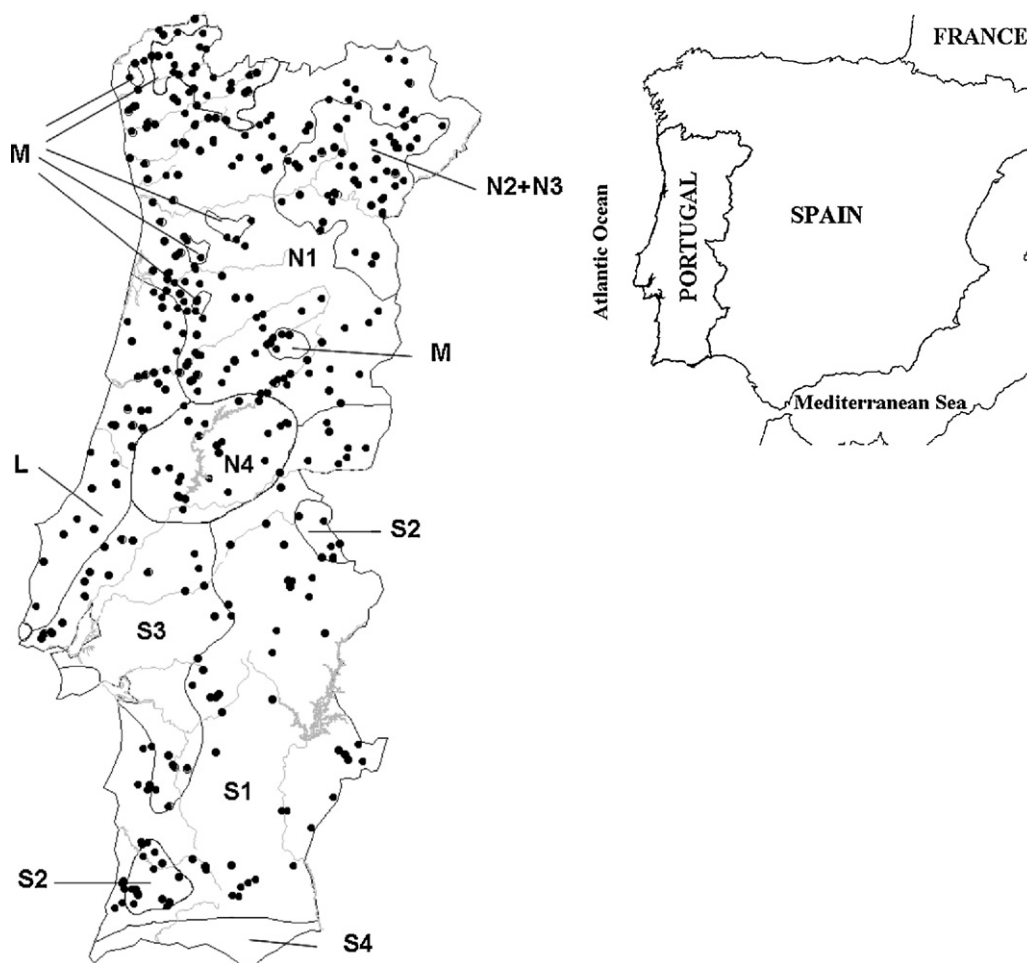 M
N2+N3
N1
M
L
N4
S2
S3
S1
S2
S4
FRANCE
SPAIN
PORTUGAL
Atlantic Ocean
Mediterranean Sea